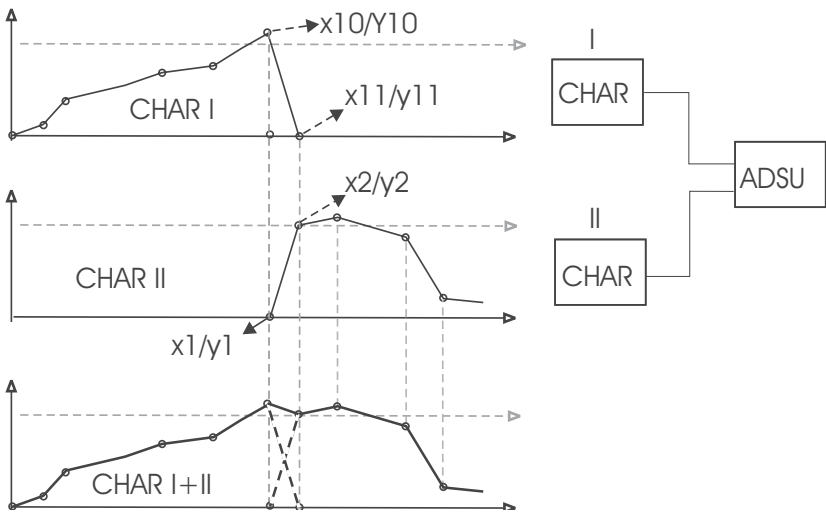 x10/Y10
I
CHAR I
x11/y11
CHAR
x2/y2
ADSU
II
CHAR II
CHAR
x1/y1
CHAR I+II